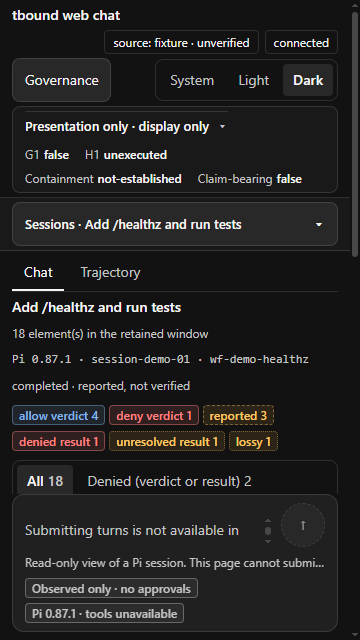 tbound web chat
source: fixture · unverified
connected
Governance
System
Light
Dark
Presentation only · display only
G1 false
H1 unexecuted
Containment not-established
Claim-bearing false
Sessions · Add /healthz and run tests
Chat
Trajectory
Add /healthz and run tests
18 element(s) in the retained window
Pi 0.87.1 · session-demo-01 · wf-demo-healthz
completed · reported, not verified
allow verdict 4
deny verdict 1
reported 3
denied result 1
unresolved result 1
lossy 1
All 18
Denied (verdict or result) 2
Submitting turns is not available in
Read-only view of a Pi session. This page cannot submi...
Observed only · no approvals
Pi 0.87.1 · tools unavailable